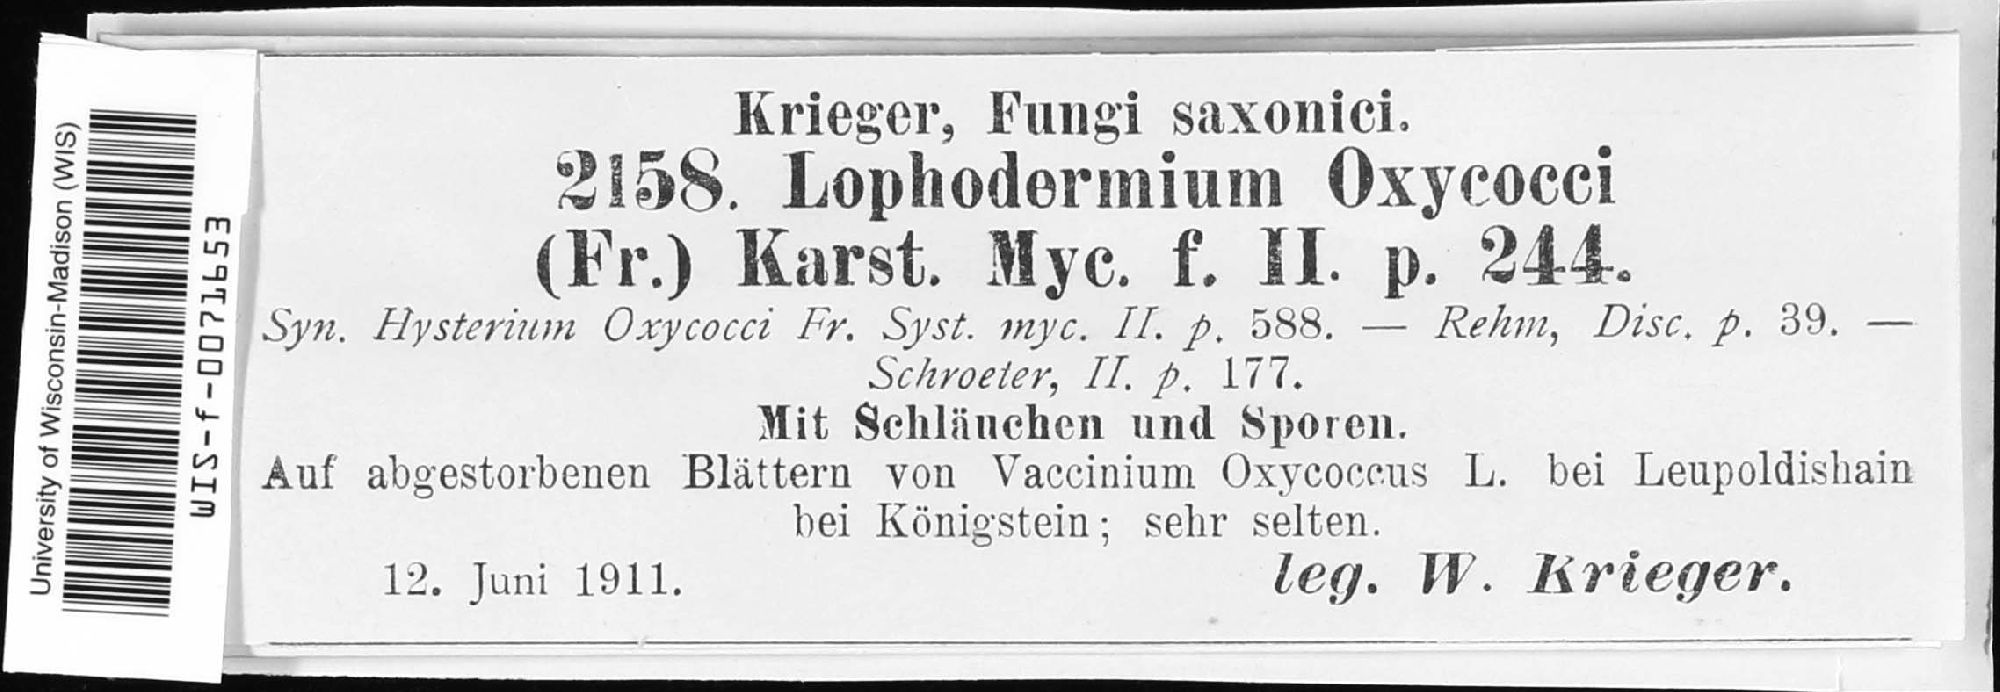 University of Wisconsin-Madison (WIS)
WIS-f-0071653
Krieger, Fungi saxonici.
2158. Lophodermium Oxycocci
(Fr.) Karst. Myc. f. II. p. 244.
Syn. Hysterium Oxycocci Fr. Syst. myc. II. p. 588. — Rehm, Disc. p. 39. —
Schroeter, II. p. 177.
Mit Schläuchen und Sporen.
Auf abgestorbenen Blättern von Vaccinium Oxycoccus L. bei Leupoldishain
bei Königstein; sehr selten.
12. Juni 1911.
leg. W. Krieger.